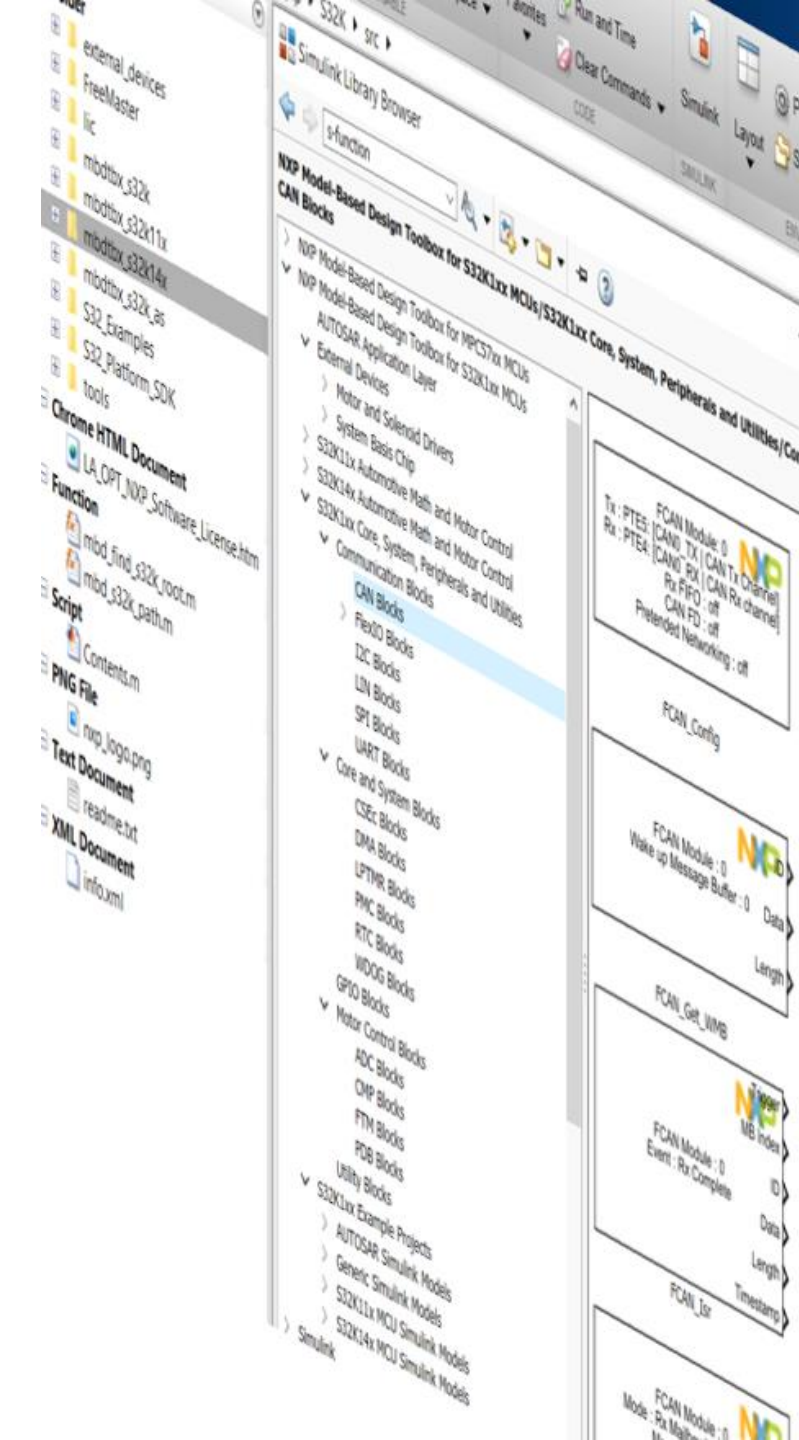 Favorites
Run and Time
Clear Commands
CODE
Simulink
SIMULINK
Layout
S32K
src
external_devices
FreeMaster
lic
mbdtbx_s32k
mbdtbx_s32k11x
mbdtbx_s32k14x
mbdtbx_s32k_as
S32_Examples
S32_Platform_SDK
tools
Chrome HTML Document
LA_OPT_NXP_Software_License.htm
Function
mbd_find_s32k_root.m
mbd_s32k_path.m
Script
Contents.m
PNG File
nxp_logo.png
Text Document
readme.txt
XML Document
info.xml
Simulink Library Browser
s-function
NXP Model-Based Design Toolbox for S32K1xx MCUs/S32K1xx Core, System, Peripherals and Utilities/
CAN Blocks
NXP Model-Based Design Toolbox for MPC57xx MCUs
NXP Model-Based Design Toolbox for S32K1xx MCUs
AUTOSAR Application Layer
External Devices
Motor and Solenoid Drivers
System Basis Chip
S32K11x Automotive Math and Motor Control
S32K14x Automotive Math and Motor Control
S32K1xx Core, System, Peripherals and Utilities
Communication Blocks
CAN Blocks
FlexIO Blocks
I2C Blocks
LIN Blocks
SPI Blocks
UART Blocks
Core and System Blocks
CSEc Blocks
DMA Blocks
LPTMR Blocks
PMC Blocks
RTC Blocks
WDOG Blocks
GPIO Blocks
Motor Control Blocks
ADC Blocks
CMP Blocks
FTM Blocks
PDB Blocks
Utility Blocks
S32K1xx Example Projects
AUTOSAR Simulink Models
Generic Simulink Models
S32K11x MCU Simulink Models
S32K14x MCU Simulink Models
Simulink
NXP
FCAN Module: 0
Tx : PTE5: [CAN0_TX | CAN Tx Channel]
Rx : PTE4: [CAN0_RX | CAN Rx channel]
Rx FIFO : off
CAN FD : off
Pretended Networking : off
FCAN_Config
NXP
FCAN Module : 0
Wake up Message Buffer : 0
ID
Data
Length
FCAN_Get_WMB
NXP
Trigger
MB Index
FCAN Module : 0
Event : Rx Complete
ID
Data
Length
Timestamp
FCAN_Isr
NXP
FCAN Module : 0
Mode : Rx